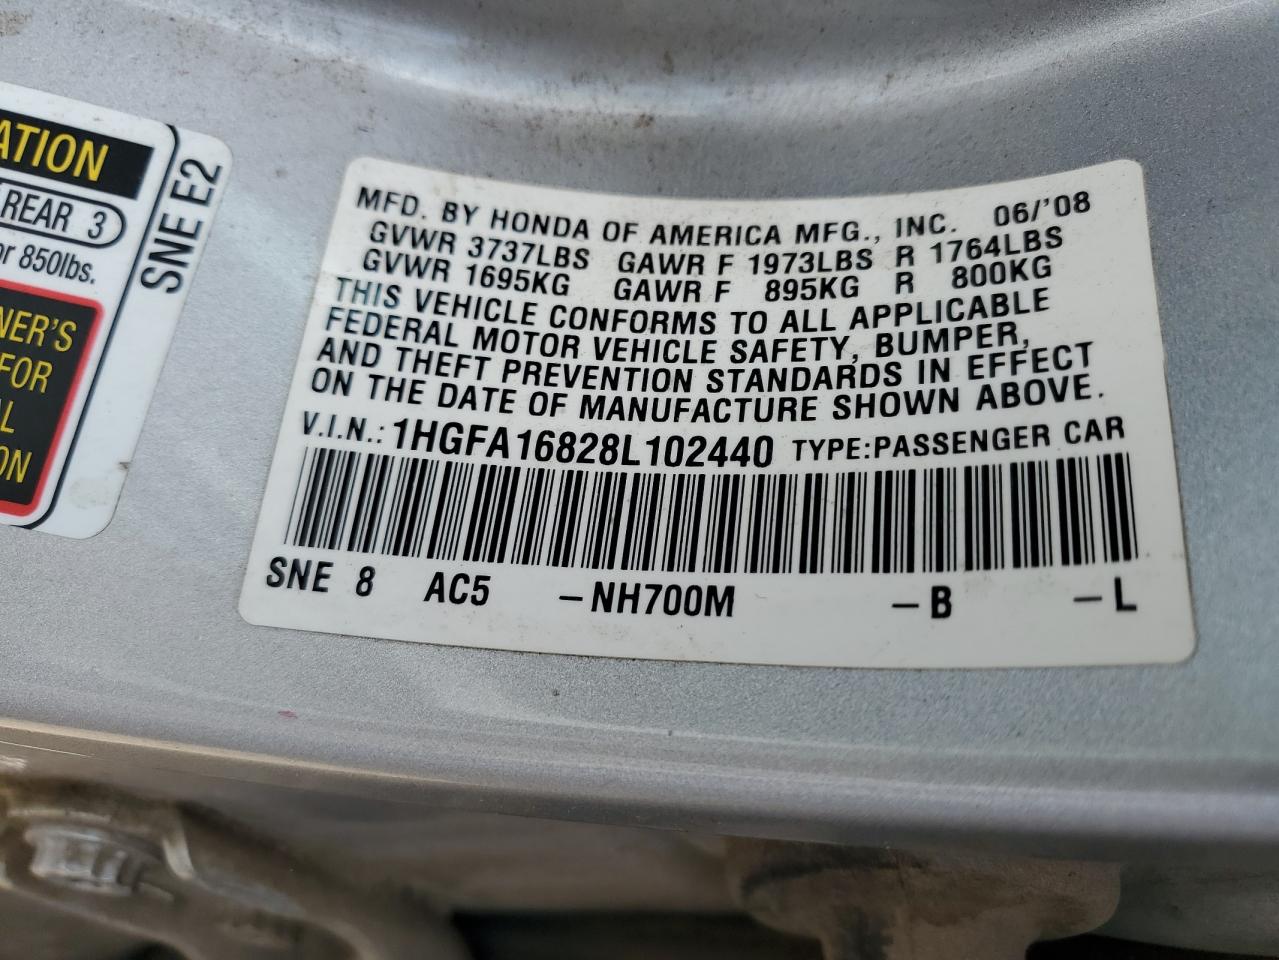 ATION
REAR 3
or 850lbs.
NER'S
FOR
L
ON
SNE E2
MFD. BY HONDA OF AMERICA MFG., INC. 06/'08
GVWR 3737LBS GAWR F 1973LBS R 1764LBS
GVWR 1695KG GAWR F 895KG R 800KG
THIS VEHICLE CONFORMS TO ALL APPLICABLE
FEDERAL MOTOR VEHICLE SAFETY, BUMPER,
AND THEFT PREVENTION STANDARDS IN EFFECT
ON THE DATE OF MANUFACTURE SHOWN ABOVE.
V.I.N.: 1HGFA16828L102440 TYPE:PASSENGER CAR
SNE 8 AC5 -NH700M -B -L